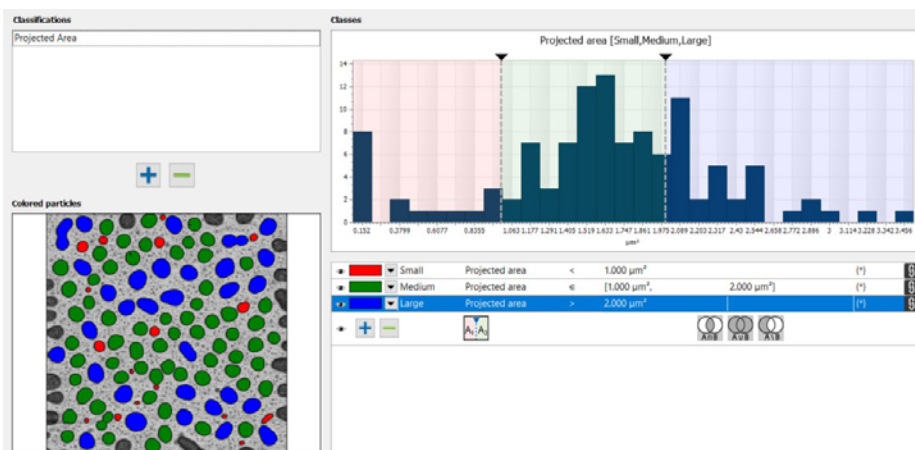 Classifications
Projected Area
Colored particles
Classes
Projected area [Small,Medium,Large]
14
12
10
8
6
4
2
0
0.152 0.3799 0.6077 0.8355 1.063 1.177 1.291 1.405 1.519 1.633 1.747 1.861 1.975 2.089 2.203 2.317 2.43 2.544 2.658 2.772 2.886 3 3.114 3.228 3.342 3.456
µm²
Small Projected area < 1.000 µm² (*)
Medium Projected area ∈ [1.000 µm², 2.000 µm²] (*)
Large Projected area > 2.000 µm² (*)
A₁ A₂
A∩B A∪B A\B